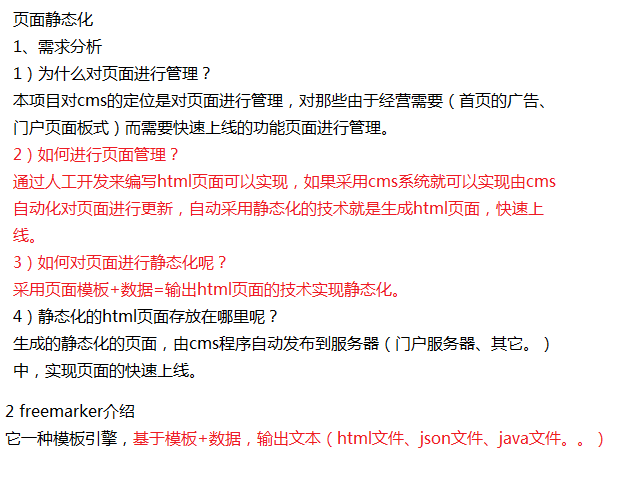 页面静态化
1、需求分析
1）为什么对页面进行管理？
本项目对cms的定位是对页面进行管理，对那些由于经营需要（首页的广告、
门户页面板式）而需要快速上线的功能页面进行管理。
2）如何进行页面管理？
通过人工开发来编写html页面可以实现，如果采用cms系统就可以实现由cms
自动化对页面进行更新，自动采用静态化的技术就是生成html页面，快速上
线。
3）如何对页面进行静态化呢？
采用页面模板+数据=输出html页面的技术实现静态化。
4）静态化的html页面存放在哪里呢？
生成的静态化的页面，由cms程序自动发布到服务器（门户服务器、其它。）
中，实现页面的快速上线。
2 freemarker介绍
它一种模板引擎，基于模板+数据，输出文本（html文件、json文件、java文件。。）